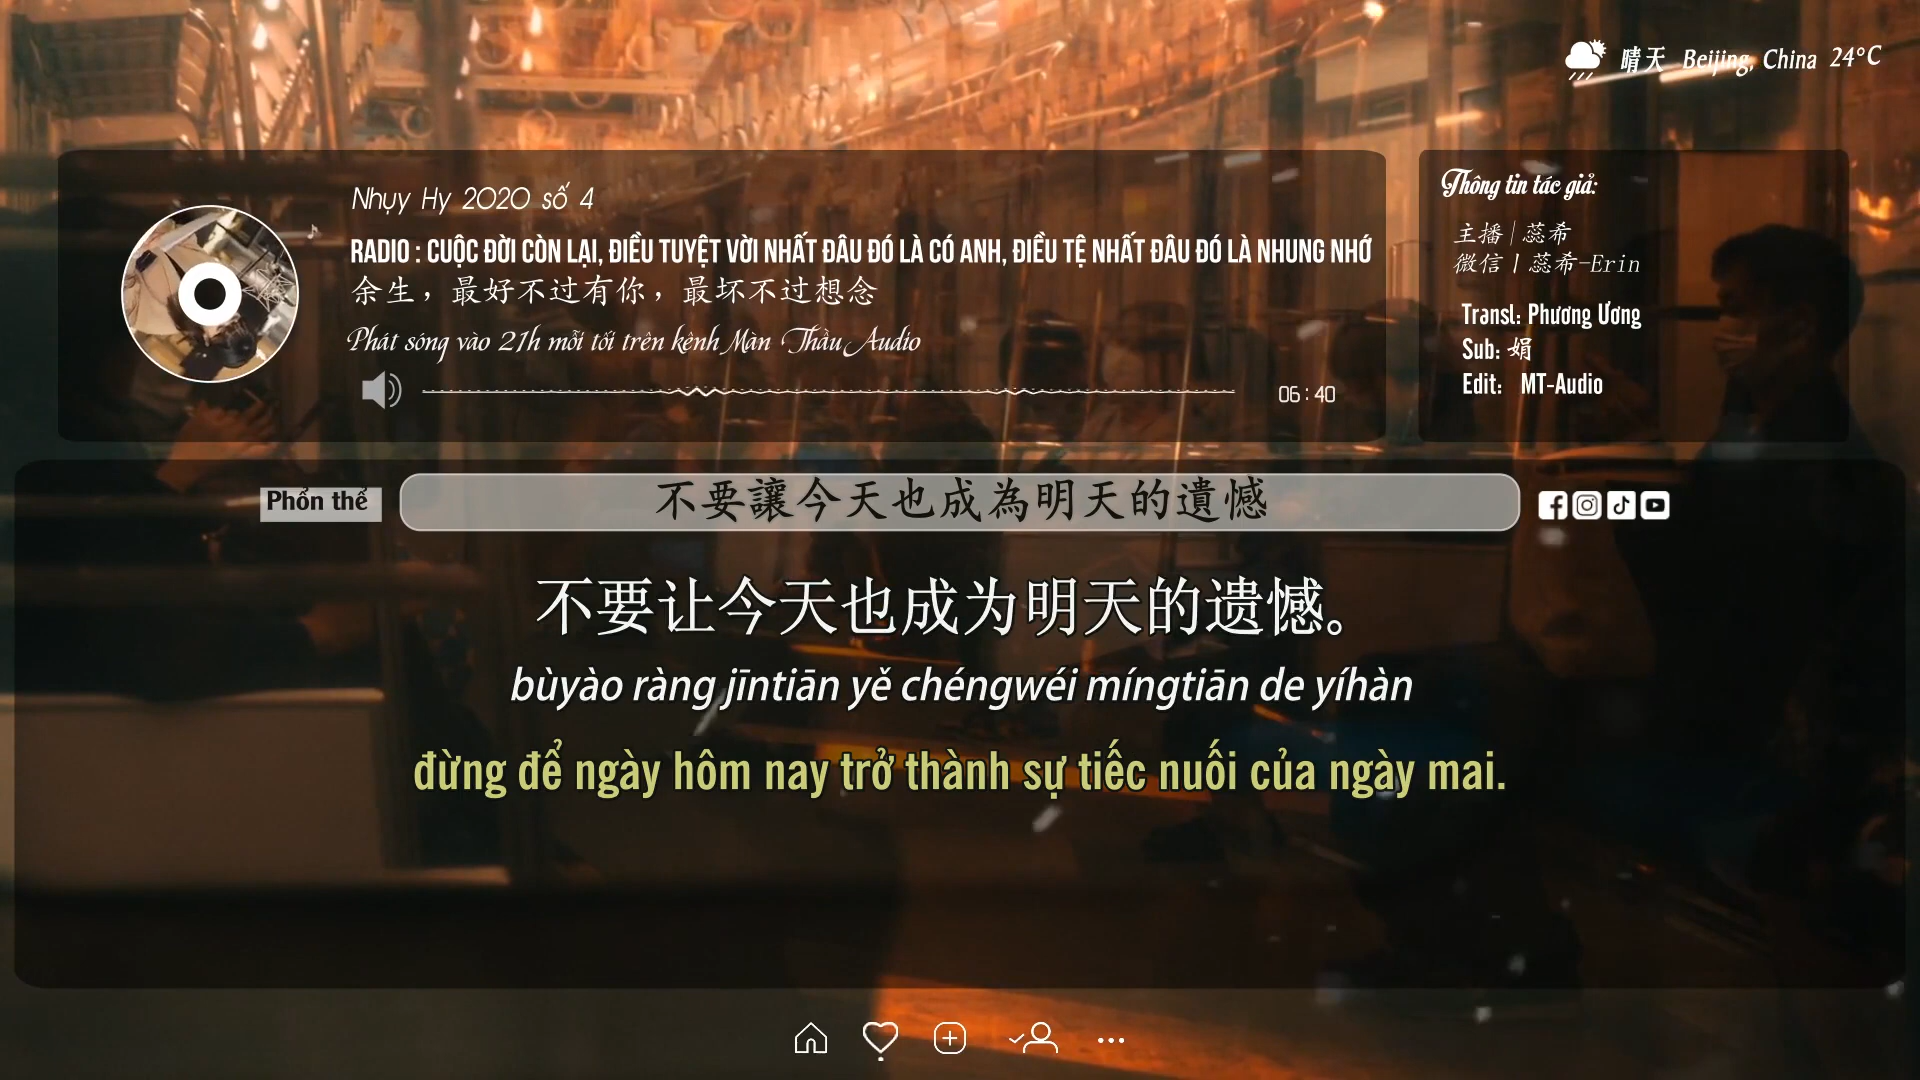 晴天 Beijing, China 24°C
Nhụy Hy 2020 số 4
RADIO : CUỘC ĐỜI CÒN LẠI, ĐIỀU TUYỆT VỜI NHẤT ĐÂU ĐÓ LÀ CÓ ANH, ĐIỀU TỆ NHẤT ĐÂU ĐÓ LÀ NHUNG NHỚ
余生，最好不过有你，最坏不过想念
Phát sóng vào 21h mỗi tối trên kênh Màn Thầu Audio
06:40
Thông tin tác giả:
主播｜蕊希
微信丨蕊希-Erin
Transl: Phương Ương
Sub: 娟
Edit: MT-Audio
Phồn thể
不要讓今天也成為明天的遺憾
不要让今天也成为明天的遗憾。
bùyào ràng jīntiān yě chéngwéi míngtiān de yíhàn
đừng để ngày hôm nay trở thành sự tiếc nuối của ngày mai.